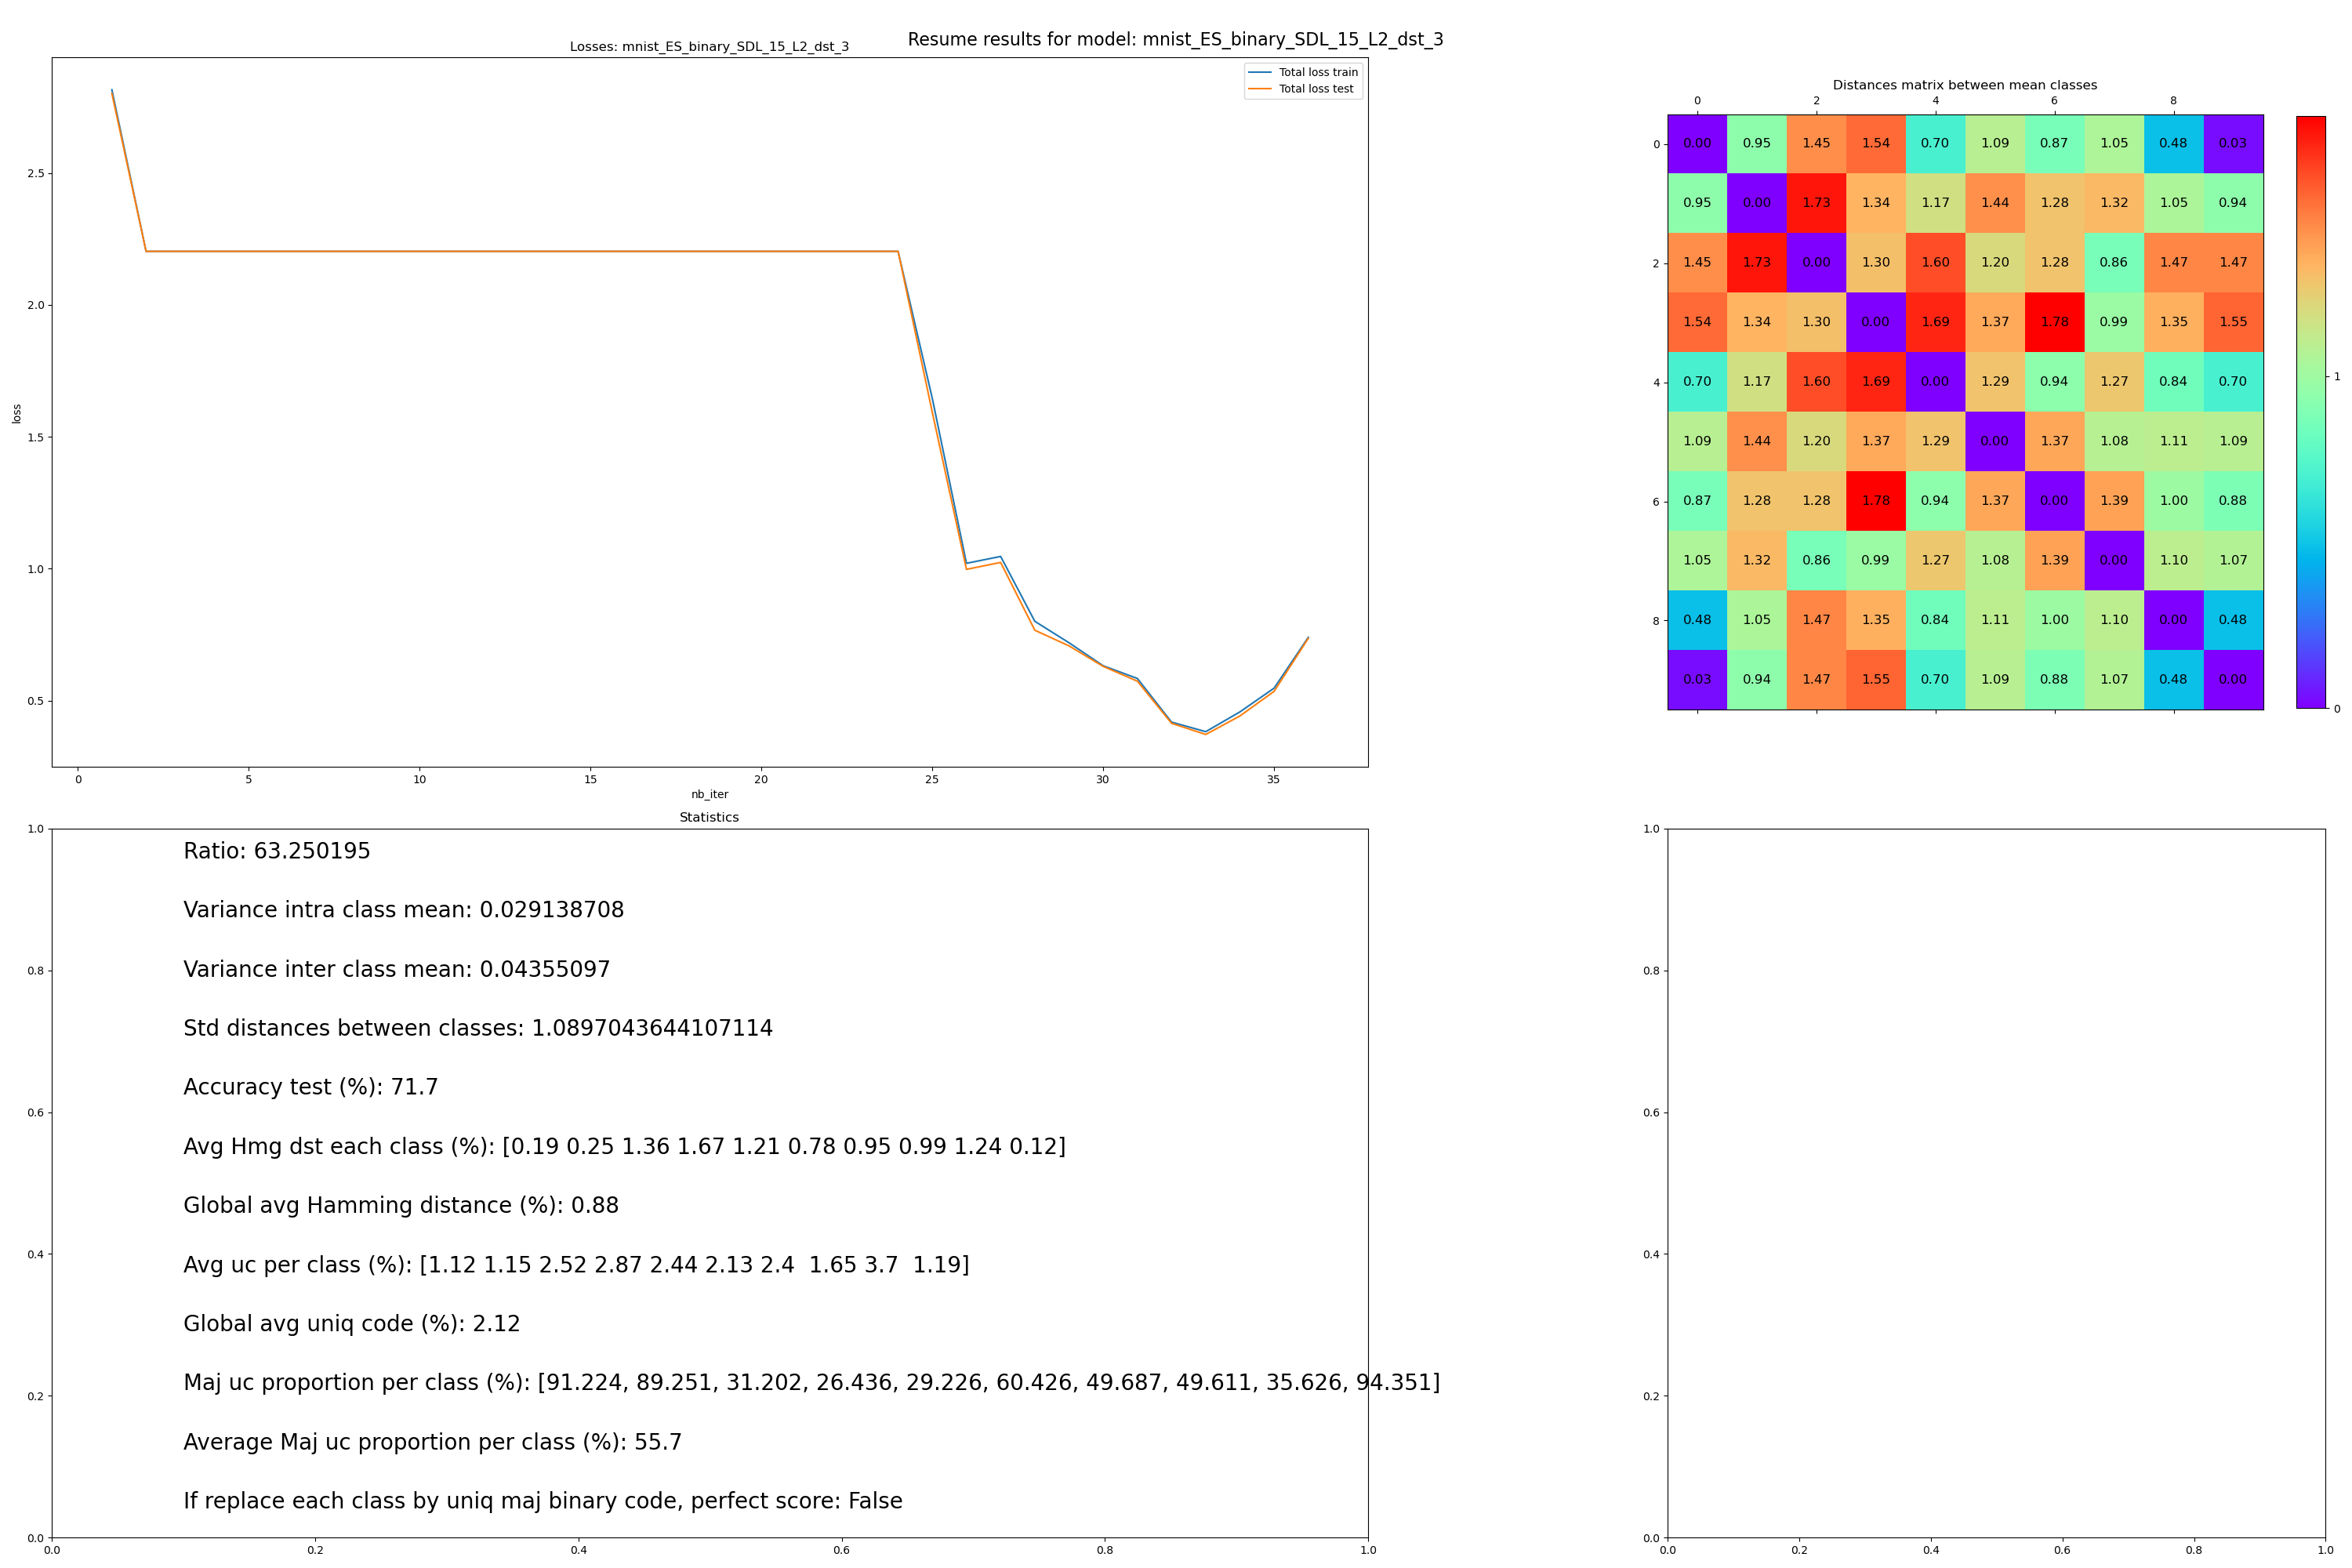 Resume results for model: mnist_ES_binary_SDL_15_L2_dst_3
Losses: mnist_ES_binary_SDL_15_L2_dst_3
Total loss train
Total loss test
2.5
2.0
1.5
1.0
0.5
loss
0 5 10 15 20 25 30 35
nb_iter
Distances matrix between mean classes
0 2 4 6 8
0 0.00 0.95 1.45 1.54 0.70 1.09 0.87 1.05 0.48 0.03
0.95 0.00 1.73 1.34 1.17 1.44 1.28 1.32 1.05 0.94
2 1.45 1.73 0.00 1.30 1.60 1.20 1.28 0.86 1.47 1.47
1.54 1.34 1.30 0.00 1.69 1.37 1.78 0.99 1.35 1.55
4 0.70 1.17 1.60 1.69 0.00 1.29 0.94 1.27 0.84 0.70
1.09 1.44 1.20 1.37 1.29 0.00 1.37 1.08 1.11 1.09
6 0.87 1.28 1.28 1.78 0.94 1.37 0.00 1.39 1.00 0.88
1.05 1.32 0.86 0.99 1.27 1.08 1.39 0.00 1.10 1.07
8 0.48 1.05 1.47 1.35 0.84 1.11 1.00 1.10 0.00 0.48
0.03 0.94 1.47 1.55 0.70 1.09 0.88 1.07 0.48 0.00
1
0
Statistics
1.0
0.8
0.6
0.4
0.2
0.0
Ratio: 63.250195
Variance intra class mean: 0.029138708
Variance inter class mean: 0.04355097
Std distances between classes: 1.0897043644107114
Accuracy test (%): 71.7
Avg Hmg dst each class (%): [0.19 0.25 1.36 1.67 1.21 0.78 0.95 0.99 1.24 0.12]
Global avg Hamming distance (%): 0.88
Avg uc per class (%): [1.12 1.15 2.52 2.87 2.44 2.13 2.4  1.65 3.7  1.19]
Global avg uniq code (%): 2.12
Maj uc proportion per class (%): [91.224, 89.251, 31.202, 26.436, 29.226, 60.426, 49.687, 49.611, 35.626, 94.351]
Average Maj uc proportion per class (%): 55.7
If replace each class by uniq maj binary code, perfect score: False
0.0 0.2 0.4 0.6 0.8 1.0
1.0
0.8
0.6
0.4
0.2
0.0
0.0 0.2 0.4 0.6 0.8 1.0